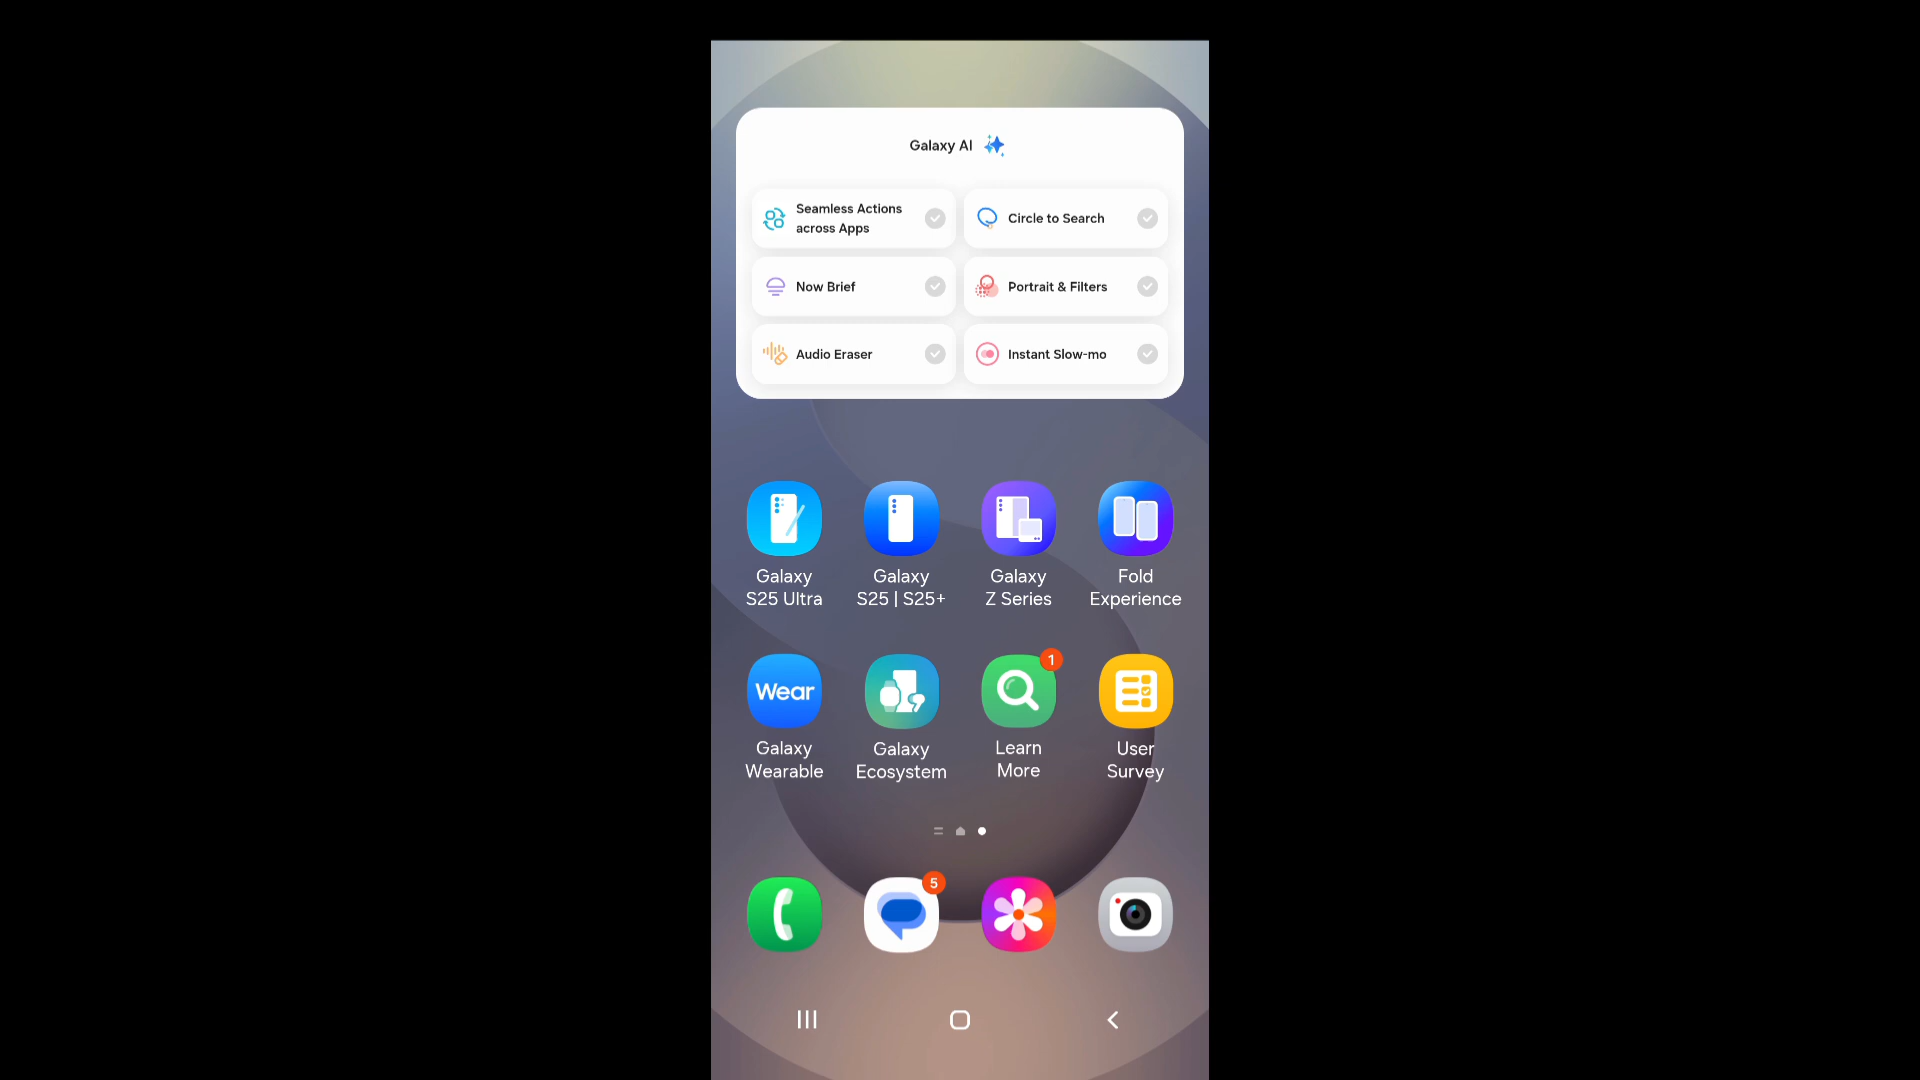 Galaxy AI
Seamless Actions
across Apps
Circle to Search
Now Brief
Portrait & Filters
Audio Eraser
Instant Slow-mo
Galaxy
S25 Ultra
Galaxy
S25 | S25+
Galaxy
Z Series
Fold
Experience
Wear
Galaxy
Wearable
Galaxy
Ecosystem
1
Learn
More
User
Survey
5